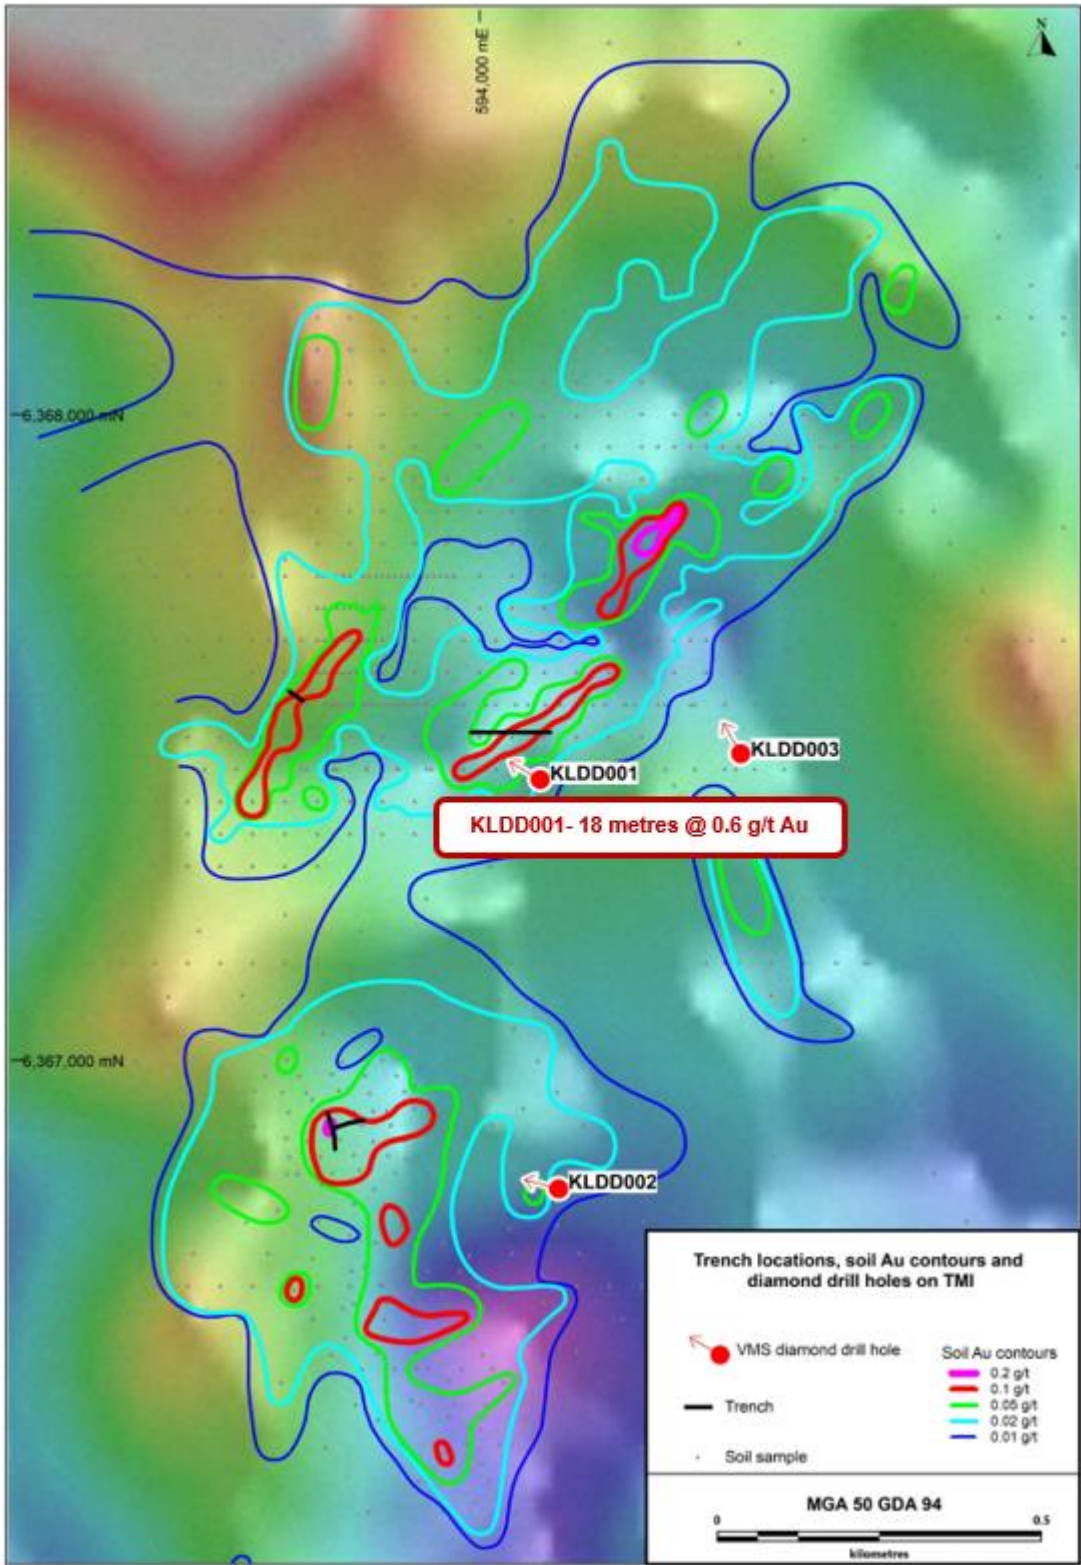 N
594,000 mE
6,368,000 mN
KLDD003
KLDD001
KLDD001- 18 metres @ 0.6 g/t Au
6,367,000 mN
KLDD002
Trench locations, soil Au contours and
diamond drill holes on TMI
VMS diamond drill hole
Trench
Soil sample
Soil Au contours
0.2 g/t
0.1 g/t
0.05 g/t
0.02 g/t
0.01 g/t
MGA 50 GDA 94
0 0.5
kilometres